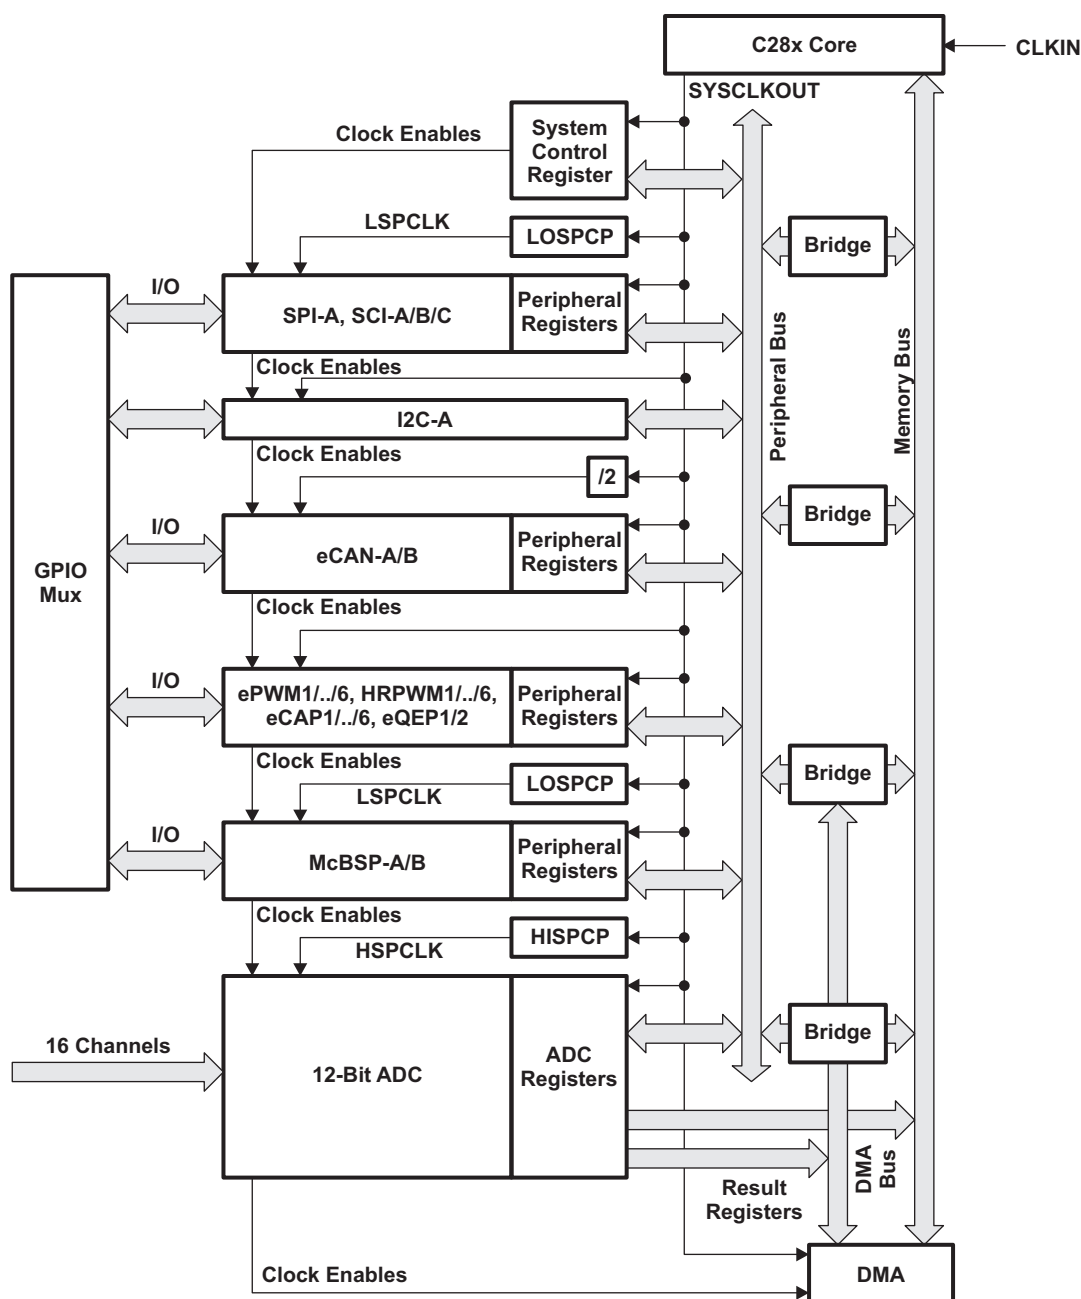 C28x Core
CLKIN
SYSCLKOUT
Clock Enables
System
Control
Register
LSPCLK
LOSPCP
Bridge
I/O
SPI-A, SCI-A/B/C
Peripheral
Registers
Peripheral Bus
Memory Bus
Clock Enables
I2C-A
Clock Enables
/2
Bridge
I/O
eCAN-A/B
Peripheral
Registers
GPIO
Mux
Clock Enables
I/O
ePWM1/../6, HRPWM1/../6,
eCAP1/../6, eQEP1/2
Peripheral
Registers
Clock Enables
LSPCLK
LOSPCP
Bridge
I/O
McBSP-A/B
Peripheral
Registers
Clock Enables
HSPCLK
HISPCP
16 Channels
12-Bit ADC
ADC
Registers
Bridge
DMA
Bus
Result
Registers
Clock Enables
DMA